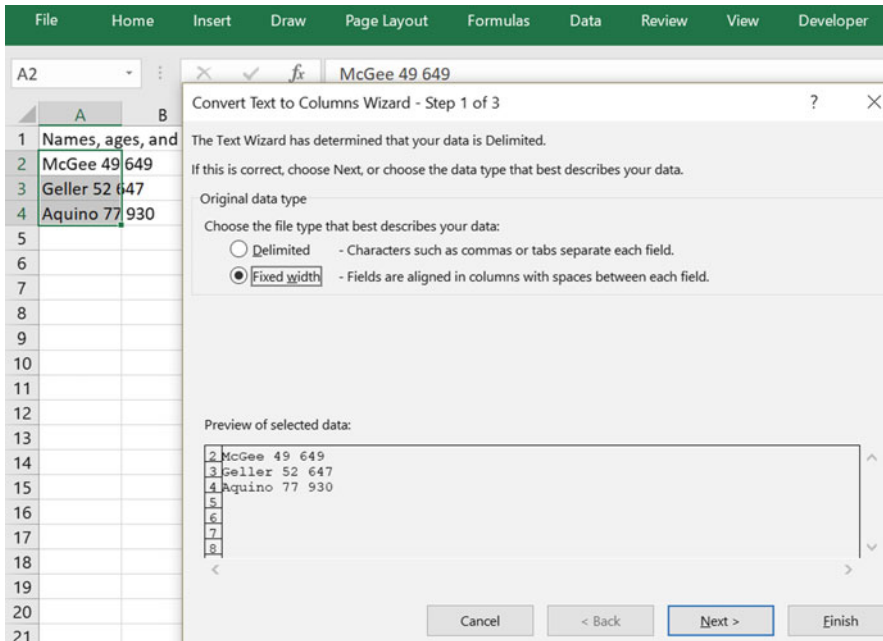 File Home Insert Draw Page Layout Formulas Data Review View Developer
A2 fx McGee 49 649
Convert Text to Columns Wizard - Step 1 of 3 ? ×
A B
The Text Wizard has determined that your data is Delimited.
If this is correct, choose Next, or choose the data type that best describes your data.
Original data type
Choose the file type that best describes your data:
Delimited - Characters such as commas or tabs separate each field.
Fixed width - Fields are aligned in columns with spaces between each field.
1 Names, ages, and
2 McGee 49 649
3 Geller 52 647
4 Aquino 77 930
5
6
7
8
9
10
11
12
13
14
15
16
17
18
19
20
21
Preview of selected data:
2 McGee 49 649
3 Geller 52 647
4 Aquino 77 930
5
6
7
8
Cancel < Back Next > Finish